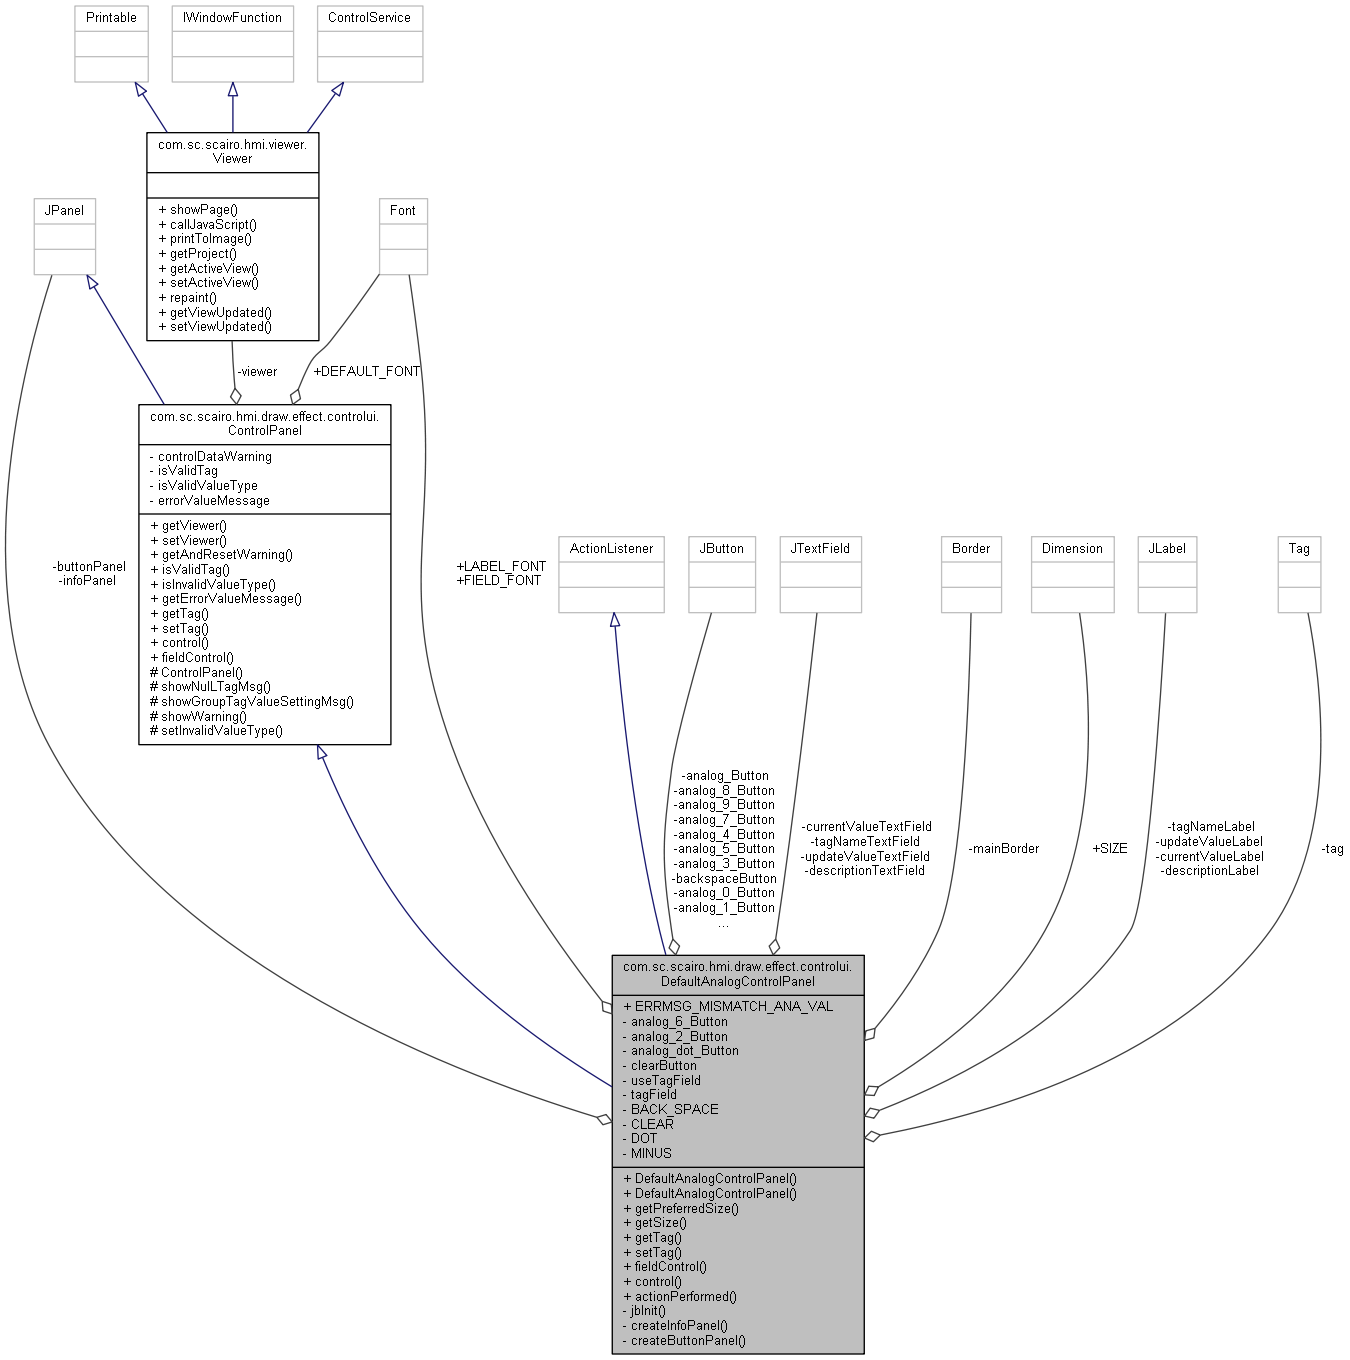 Printable
IWindowFunction
ControlService
com.sc.scairo.hmi.viewer.
Viewer
+ showPage()
+ callJavaScript()
+ printToImage()
+ getProject()
+ getActiveView()
+ setActiveView()
+ repaint()
+ getViewUpdated()
+ setViewUpdated()
JPanel
Font
-viewer
+DEFAULT_FONT
com.sc.scairo.hmi.draw.effect.controlui.
ControlPanel
- controlDataWarning
- isValidTag
- isValidValueType
- errorValueMessage
+ getViewer()
+ setViewer()
+ getAndResetWarning()
+ isValidTag()
+ isInvalidValueType()
+ getErrorValueMessage()
+ getTag()
+ setTag()
+ control()
+ fieldControl()
# ControlPanel()
# showNulLTagMsg()
# showGroupTagValueSettingMsg()
# showWarning()
# setInvalidValueType()
-buttonPanel
-infoPanel
+LABEL_FONT
+FIELD_FONT
ActionListener
JButton
JTextField
Border
Dimension
JLabel
Tag
-analog_Button
-analog_8_Button
-analog_9_Button
-analog_7_Button
-analog_4_Button
-analog_5_Button
-analog_3_Button
-backspaceButton
-analog_0_Button
-analog_1_Button
...
-currentValueTextField
-tagNameTextField
-updateValueTextField
-descriptionTextField
-mainBorder
+SIZE
-tagNameLabel
-updateValueLabel
-currentValueLabel
-descriptionLabel
-tag
com.sc.scairo.hmi.draw.effect.controlui.
DefaultAnalogControlPanel
+ ERRMSG_MISMATCH_ANA_VAL
- analog_6_Button
- analog_2_Button
- analog_dot_Button
- clearButton
- useTagField
- tagField
- BACK_SPACE
- CLEAR
- DOT
- MINUS
+ DefaultAnalogControlPanel()
+ DefaultAnalogControlPanel()
+ getPreferredSize()
+ getSize()
+ getTag()
+ setTag()
+ fieldControl()
+ control()
+ actionPerformed()
- jbInit()
- createInfoPanel()
- createButtonPanel()